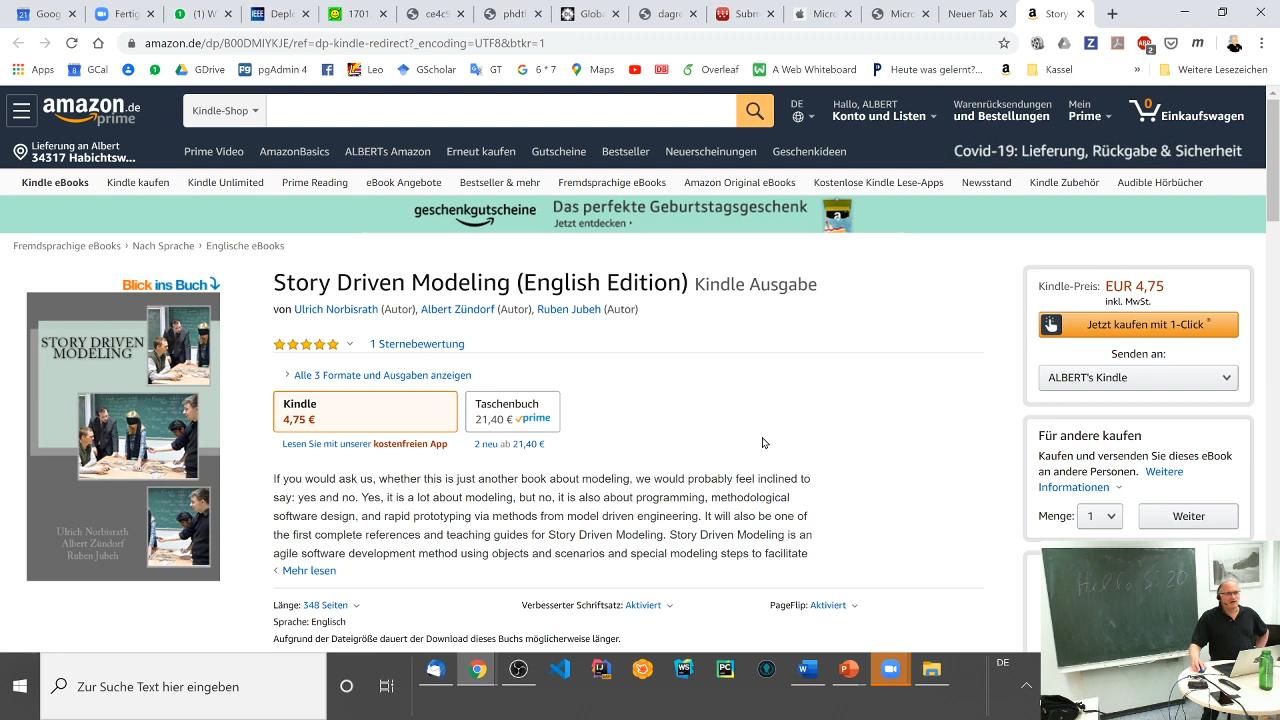 28
Fertig
(1) W
IEEE
1701
ce4c5
phtl
Globe
dagre
Subm
Micro
Micro
Neuer Tab
Story
amazon.de/dp/B00DMIYKJE/ref=dp-kindle-redirect?_encoding=UTF8&btkr=1
Apps
GCal
GDrive
pgAdmin 4
Leo
GScholar
GT
6 * 7
Maps
Overleaf
A Web Whiteboard
Heute was gelernt?...
Kassel
»
Weitere Lesezeichen
amazon.de
prime
Kindle-Shop
DE
Hallo, ALBERT
Konto und Listen
Warenrücksendungen
und Bestellungen
Mein
Prime
0
Einkaufswagen
Lieferung an Albert
34317 Habichtsw...
Prime Video
AmazonBasics
ALBERTs Amazon
Erneut kaufen
Gutscheine
Bestseller
Neuerscheinungen
Geschenkideen
Covid-19: Lieferung, Rückgabe & Sicherheit
Kindle eBooks
Kindle kaufen
Kindle Unlimited
Prime Reading
eBook Angebote
Bestseller & mehr
Fremdsprachige eBooks
Amazon Original eBooks
Kostenlose Kindle Lese-Apps
Newsstand
Kindle Zubehör
Audible Hörbücher
geschenkgutscheine
Das perfekte Geburtstagsgeschenk
Jetzt entdecken ›
Fremdsprachige eBooks › Nach Sprache › Englische eBooks
Blick ins Buch
STORY DRIVEN
MODELING
Ulrich Norbisrath
Albert Zündorf
Ruben Jubeh
Story Driven Modeling (English Edition) Kindle Ausgabe
von Ulrich Norbisrath (Autor), Albert Zündorf (Autor), Ruben Jubeh (Autor)
1 Sternebewertung
Alle 3 Formate und Ausgaben anzeigen
Kindle
4,75 €
Taschenbuch
21,40 € prime
Lesen Sie mit unserer kostenfreien App
2 neu ab 21,40 €
If you would ask us, whether this is just another book about modeling, we would probably feel inclined to
say: yes and no. Yes, it is a lot about modeling, but no, it is also about programming, methodological
software design, and rapid prototyping via methods from model driven engineering. It will also be one of
the first complete references and teaching guides for Story Driven Modeling. Story Driven Modeling is an
agile software development method using objects and scenarios and special modeling steps to facilitate
Mehr lesen
Länge: 348 Seiten
Verbesserter Schriftsatz: Aktiviert
PageFlip: Aktiviert
Sprache: Englisch
Aufgrund der Dateigröße dauert der Download dieses Buchs möglicherweise länger.
Kindle-Preis: EUR 4,75
inkl. MwSt.
Jetzt kaufen mit 1-Click ®
Senden an:
ALBERT's Kindle
Für andere kaufen
Kaufen und versenden Sie dieses eBook
an andere Personen. Weitere
Informationen
Menge: 1
Weiter
Zur Suche Text hier eingeben
DE